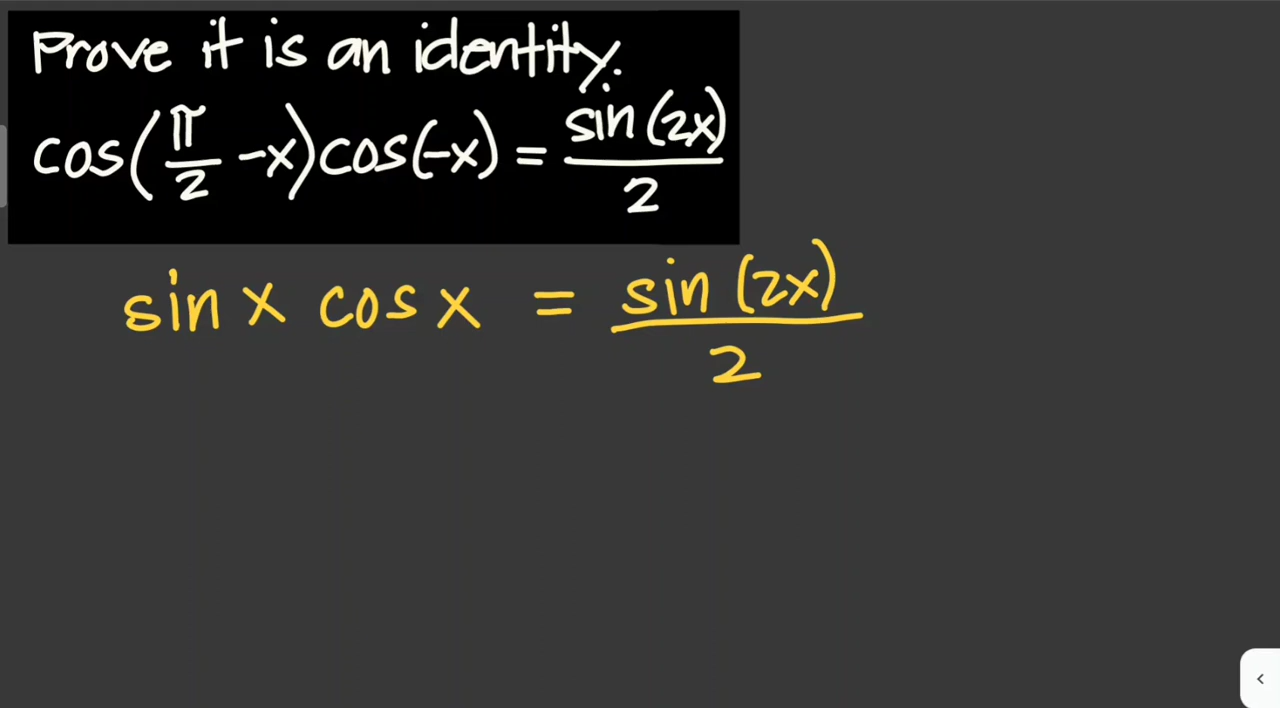 Prove it is an identity.
cos(π/2 -x)cos(-x) = sin(2x)/2
sin x cos x = sin (2x)/2